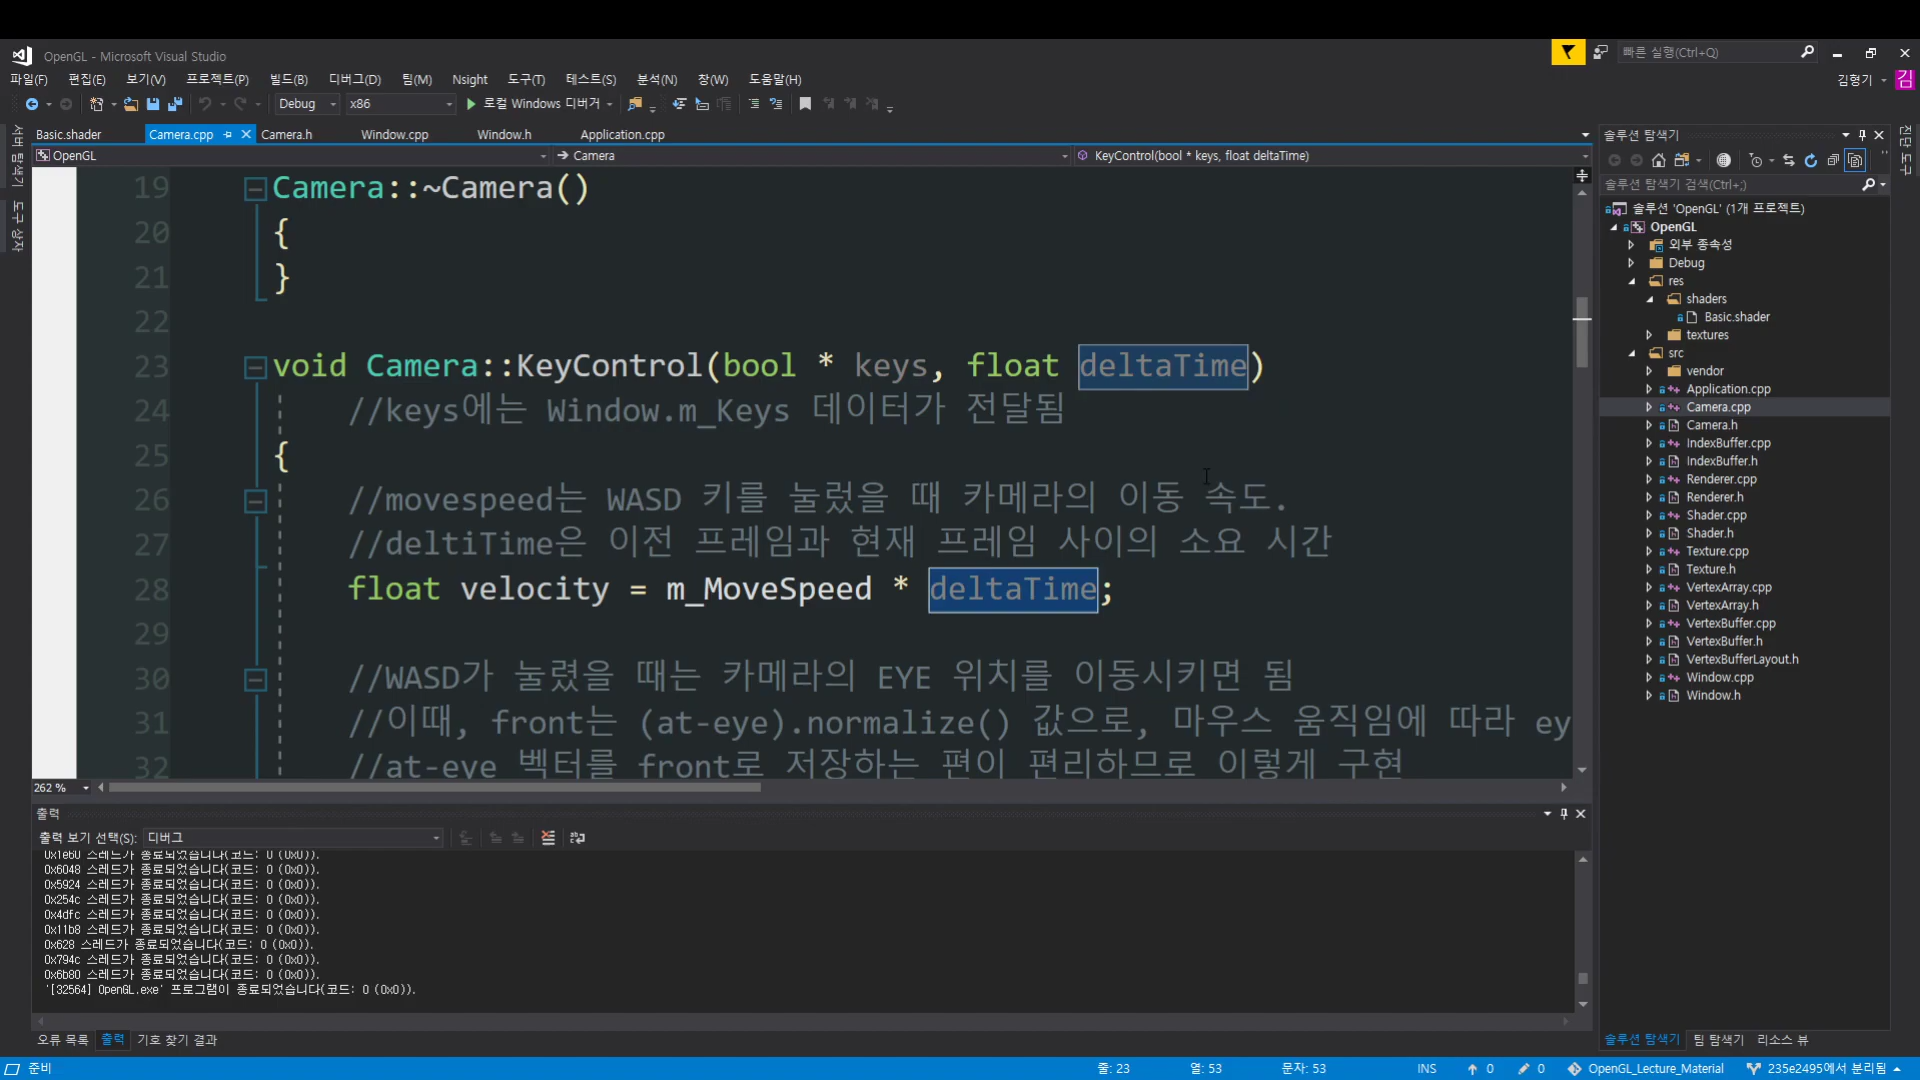 OpenGL - Microsoft Visual Studio
빠른 실행(Ctrl+Q)
파일(F) 편집(E) 보기(V) 프로젝트(P) 빌드(B) 디버그(D) 팀(M) Nsight 도구(T) 테스트(S) 분석(N) 창(W) 도움말(H)
김형기 김
Debug x86 로컬 Windows 디버거
서버 탐색기
도구 상자
Basic.shader Camera.cpp Camera.h Window.cpp Window.h Application.cpp
OpenGL Camera KeyControl(bool * keys, float deltaTime)
19 Camera::~Camera()
20 {
21 }
22
23 void Camera::KeyControl(bool * keys, float deltaTime)
24 //keys에는 Window.m_Keys 데이터가 전달됨
25 {
26 //movespeed는 WASD 키를 눌렀을 때 카메라의 이동 속도.
27 //deltiTime은 이전 프레임과 현재 프레임 사이의 소요 시간
28 float velocity = m_MoveSpeed * deltaTime;
29
30 //WASD가 눌렸을 때는 카메라의 EYE 위치를 이동시키면 됨
31 //이때, front는 (at-eye).normalize() 값으로, 마우스 움직임에 따라 ey
32 //at-eye 벡터를 front로 저장하는 편이 편리하므로 이렇게 구현
262 %
출력
출력 보기 선택(S): 디버그
0x1e60 스레드가 종료되었습니다(코드: 0 (0x0)).
0x6048 스레드가 종료되었습니다(코드: 0 (0x0)).
0x5924 스레드가 종료되었습니다(코드: 0 (0x0)).
0x254c 스레드가 종료되었습니다(코드: 0 (0x0)).
0x4dfc 스레드가 종료되었습니다(코드: 0 (0x0)).
0x11b8 스레드가 종료되었습니다(코드: 0 (0x0)).
0x628 스레드가 종료되었습니다(코드: 0 (0x0)).
0x794c 스레드가 종료되었습니다(코드: 0 (0x0)).
0x6b80 스레드가 종료되었습니다(코드: 0 (0x0)).
'[32564] OpenGL.exe' 프로그램이 종료되었습니다(코드: 0 (0x0)).
오류 목록 출력 기호 찾기 결과
솔루션 탐색기
솔루션 탐색기 검색(Ctrl+;)
솔루션 'OpenGL' (1개 프로젝트)
OpenGL
외부 종속성
Debug
res
shaders
Basic.shader
textures
src
vendor
Application.cpp
Camera.cpp
Camera.h
IndexBuffer.cpp
IndexBuffer.h
Renderer.cpp
Renderer.h
Shader.cpp
Shader.h
Texture.cpp
Texture.h
VertexArray.cpp
VertexArray.h
VertexBuffer.cpp
VertexBuffer.h
VertexBufferLayout.h
Window.cpp
Window.h
솔루션 탐색기 팀 탐색기 리소스 뷰
진단 도구
준비 줄: 23 열: 53 문자: 53 INS 0 0 OpenGL_Lecture_Material 235e2495에서 분리됨